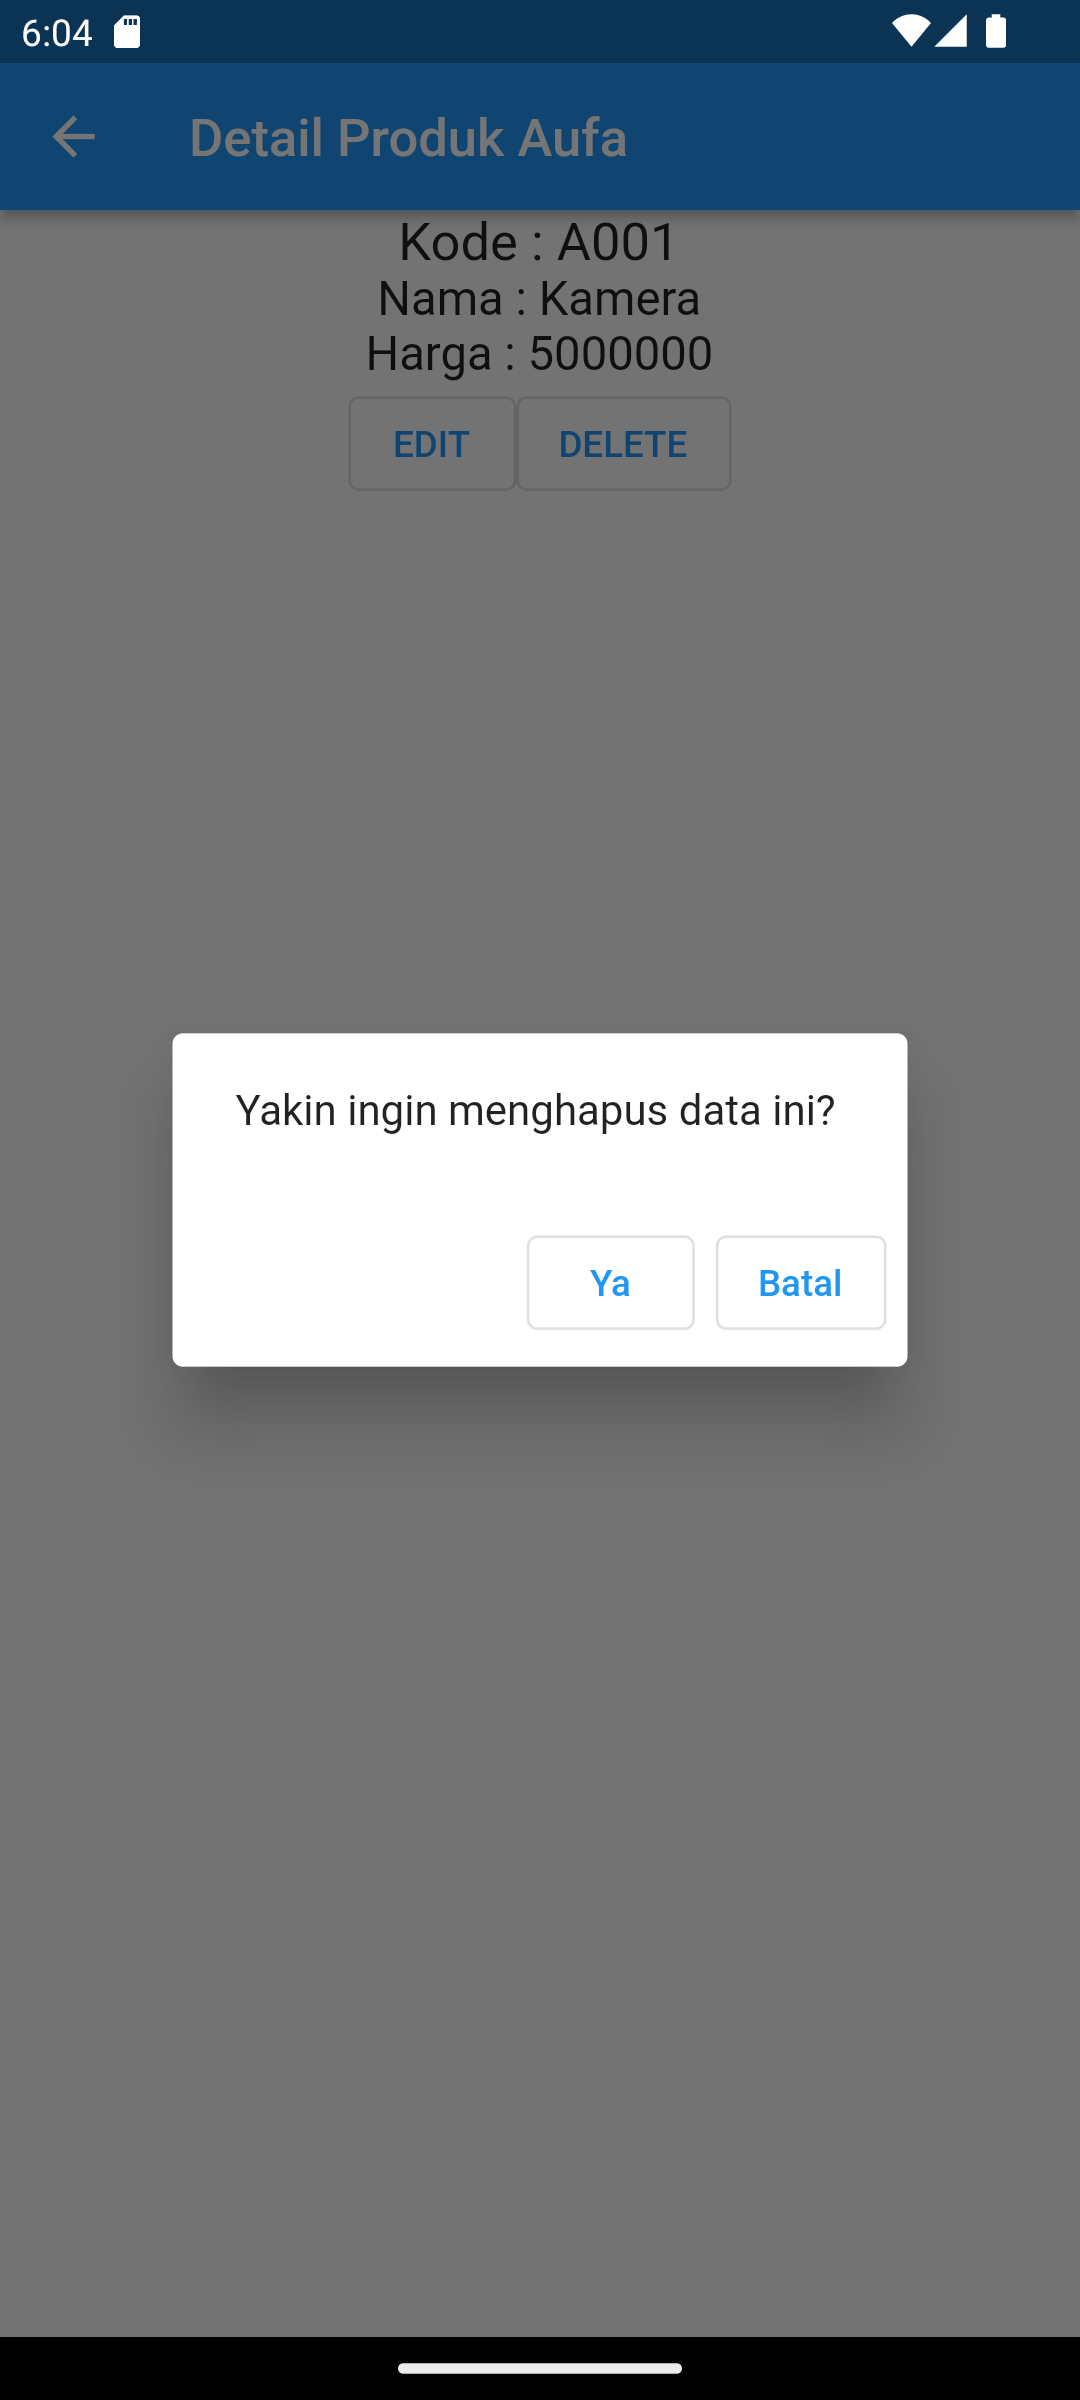 6:04
Detail Produk Aufa
Kode : A001
Nama : Kamera
Harga : 5000000
EDIT DELETE
Yakin ingin menghapus data ini?
Ya Batal